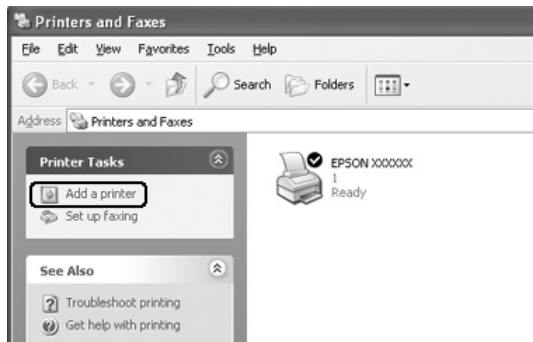 Printers and Faxes
File Edit View Favorites Tools Help
Back Search Folders
Address Printers and Faxes
Printer Tasks
Add a printer
Set up faxing
See Also
Troubleshoot printing
Get help with printing
EPSON XXXXXX
1
Ready